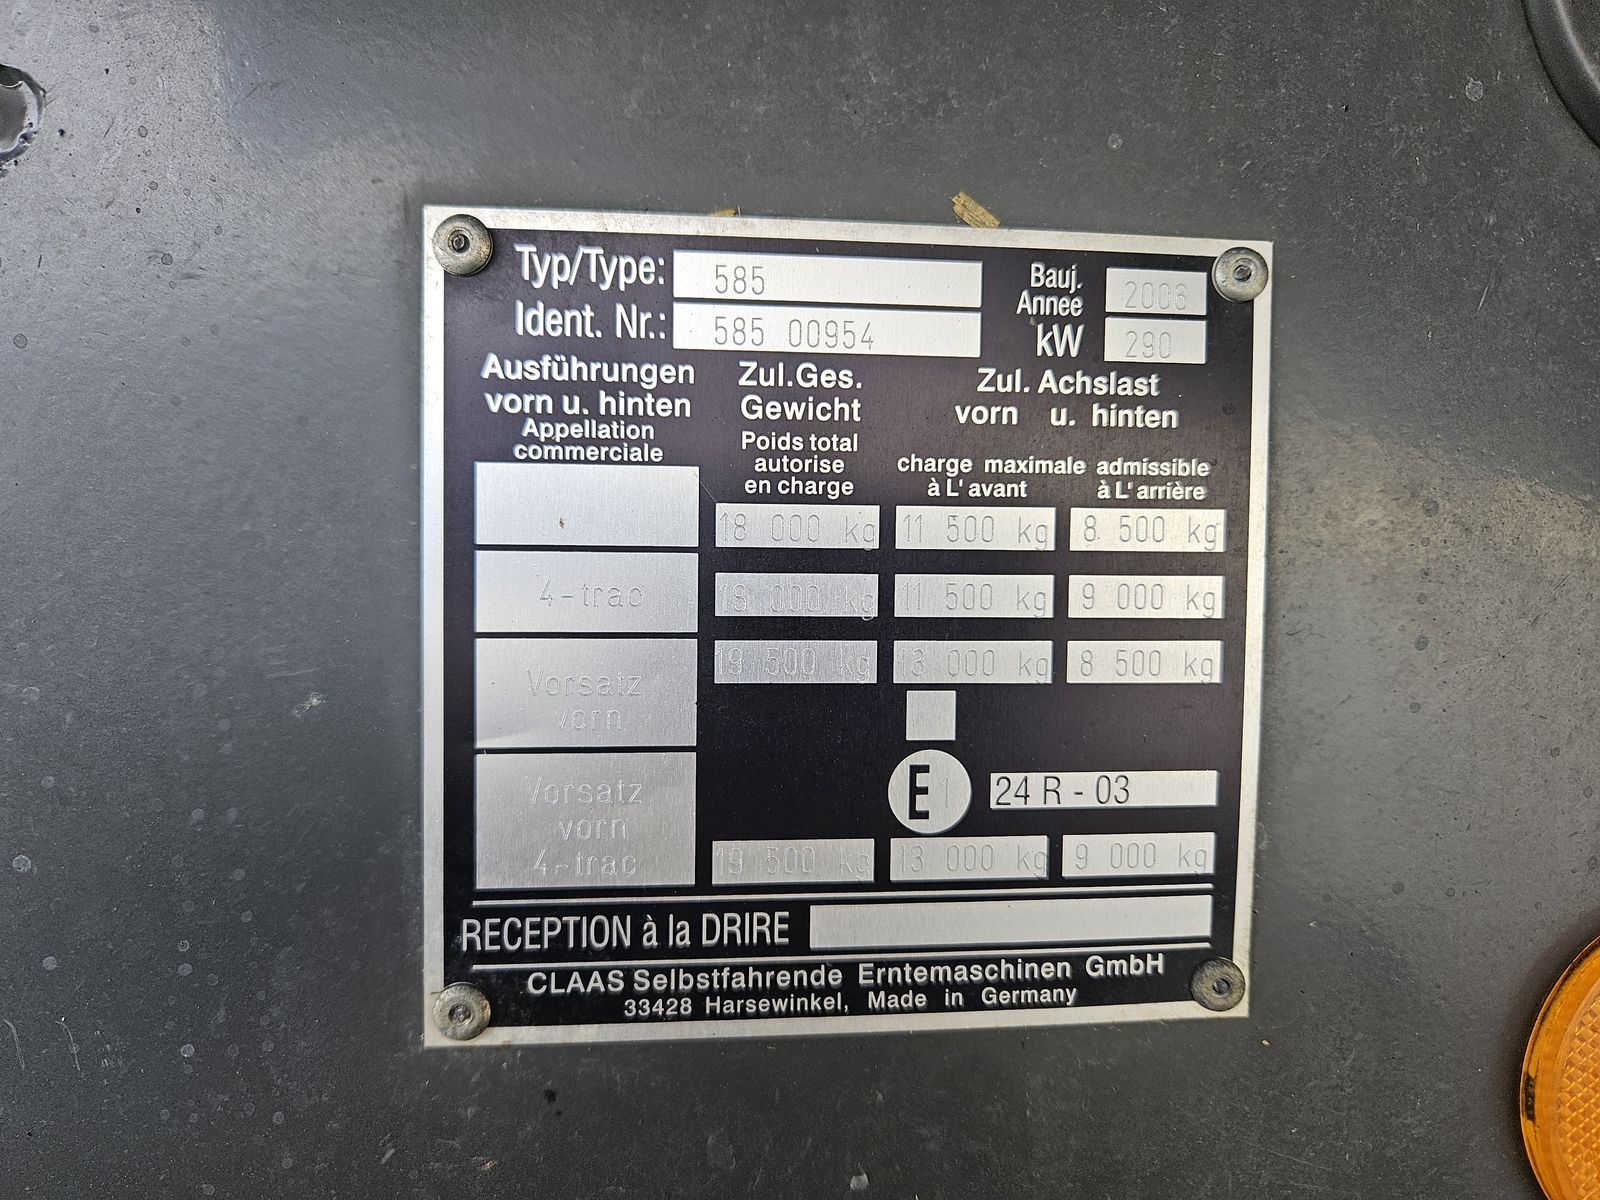 Typ/Type: 585 Bauj. Annee 2006
Ident. Nr.: 585 00954 kW 290
Ausführungen
vorn u. hinten
Appellation
commerciale
Zul.Ges.
Gewicht
Poids total
autorise
en charge
Zul. Achslast
vorn u. hinten
charge maximale admissible
à L'avant à L'arrière
18 000 kg 11 500 kg 8 500 kg
4-trac 18 000 kg 11 500 kg 9 000 kg
Vorsatz
vorn
19 500 kg 13 000 kg 8 500 kg
E1 24 R - 03
Vorsatz
vorn
4-trac
19 500 kg 13 000 kg 9 000 kg
RECEPTION à la DRIRE
CLAAS Selbstfahrende Erntemaschinen GmbH
33428 Harsewinkel, Made in Germany